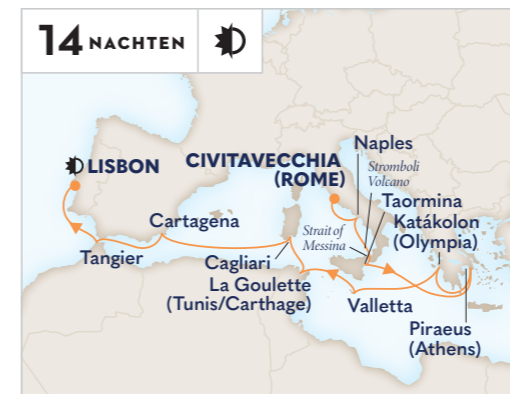 14 NACHTEN
Naples
CIVITAVECCHIA
(ROME)
Stromboli
Volcano
LISBON
Taormina
Katákolon
(Olympia)
Cartagena
Strait of
Messina
Tangier
Cagliari
La Goulette
(Tunis/Carthage)
Valletta
Piraeus
(Athens)